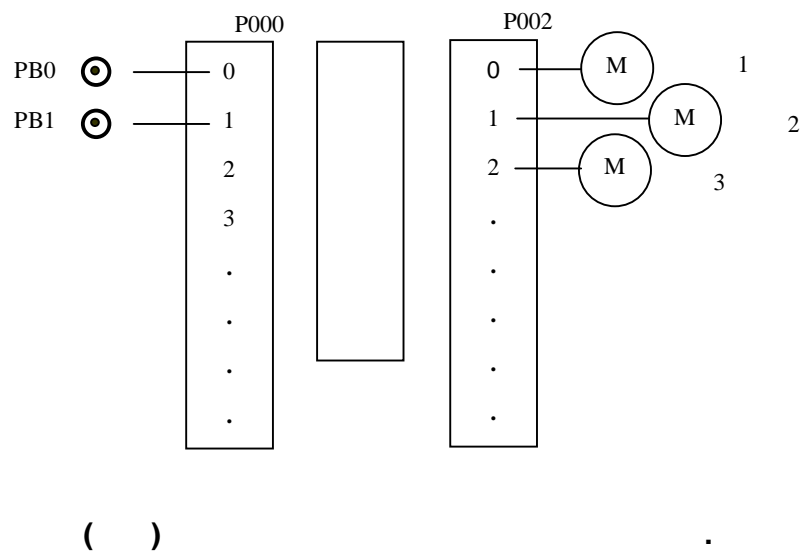 P000 P002
PB0 0 0 M 1
PB1 1 1 M 2
2 2 M 3
3 .
. .
. .
. .
. .
( ) .